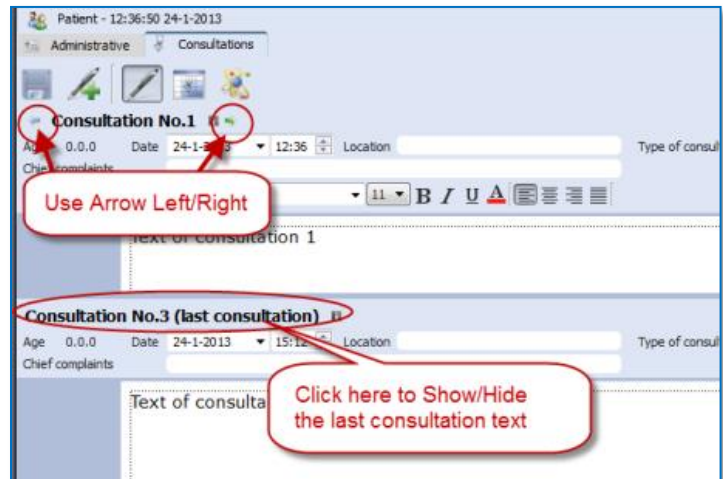 Patient - 12:36:50 24-1-2013
Administrative Consultations
Consultation No.1
Age 0.0.0 Date 24-1-2013 12:36 Location Type of consul
Chief complaints
Use Arrow Left/Right
11 B I U A
Text of consultation 1
Consultation No.3 (last consultation)
Age 0.0.0 Date 24-1-2013 15:12 Location Type of consul
Chief complaints
Text of consulta
Click here to Show/Hide
the last consultation text